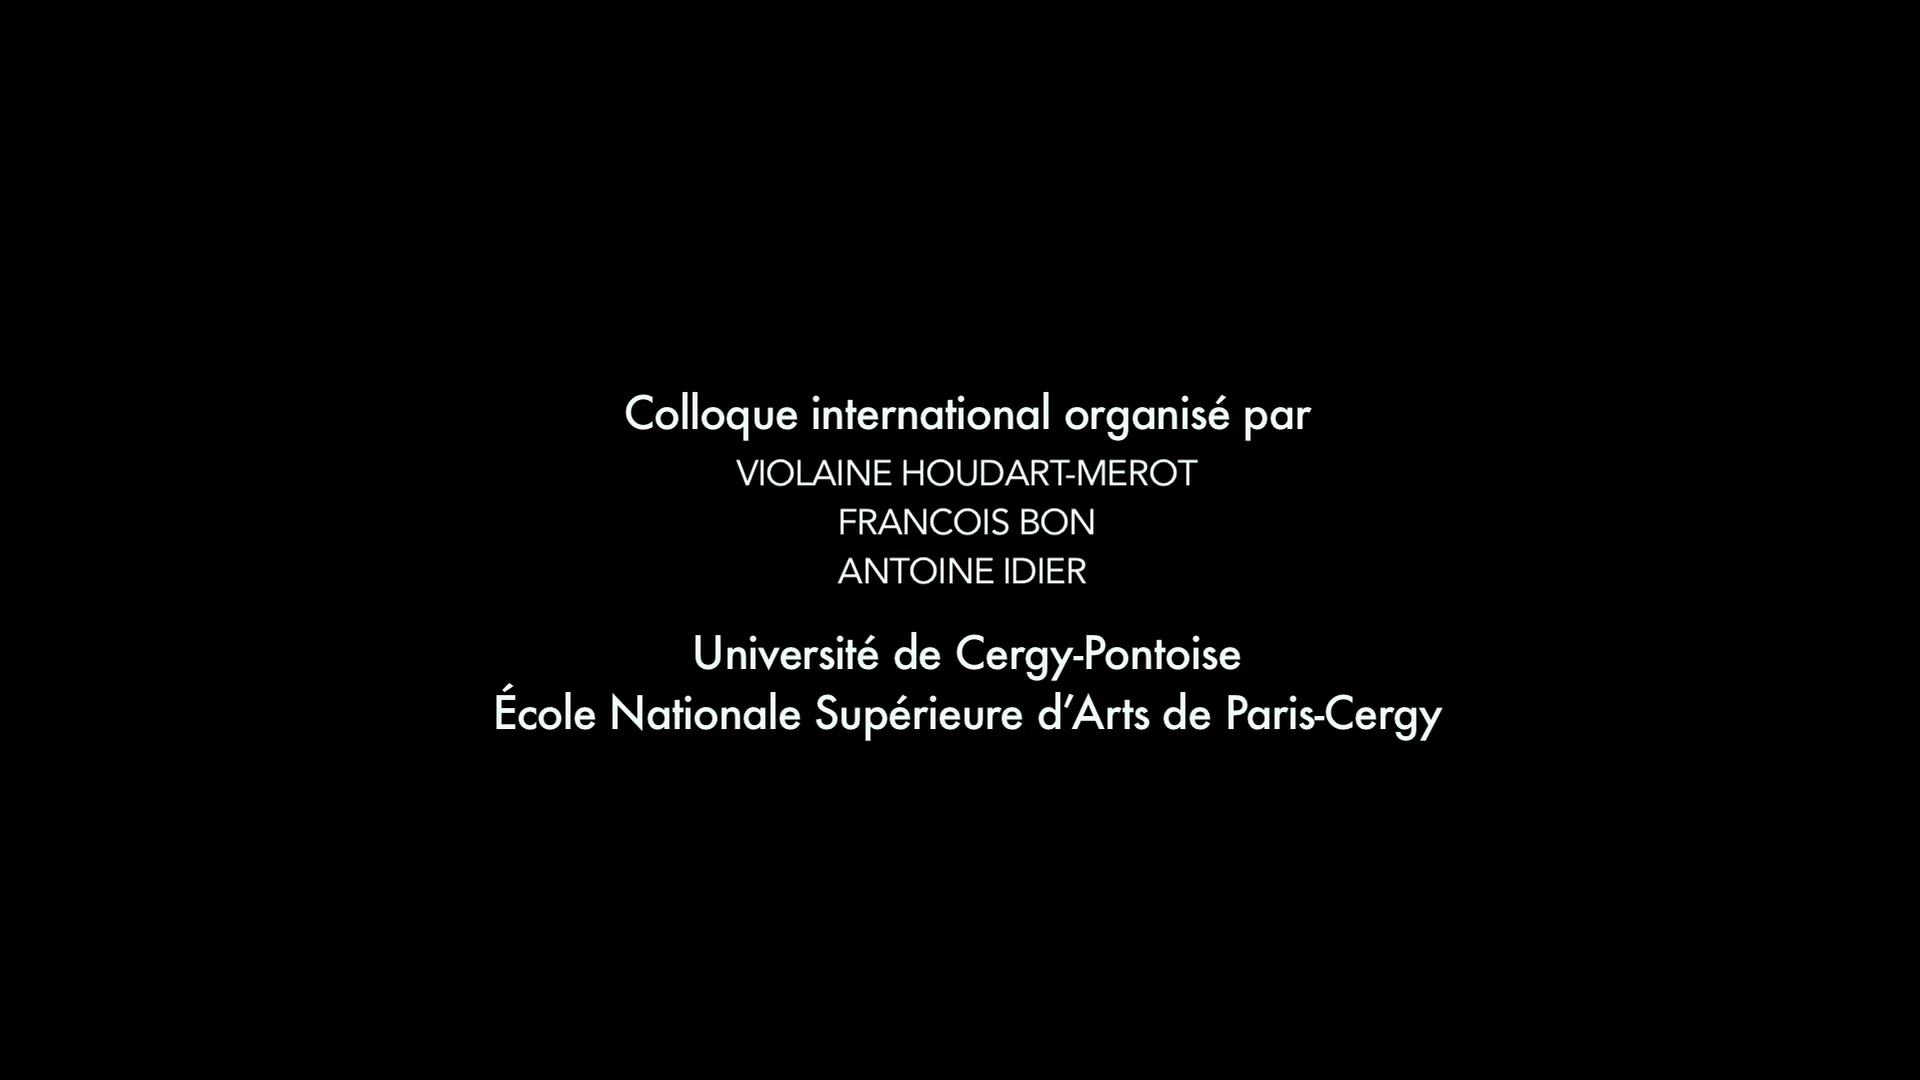 Colloque international organisé par
VIOLAINE HOUDART-MEROT
FRANCOIS BON
ANTOINE IDIER
Université de Cergy-Pontoise
École Nationale Supérieure d’Arts de Paris-Cergy